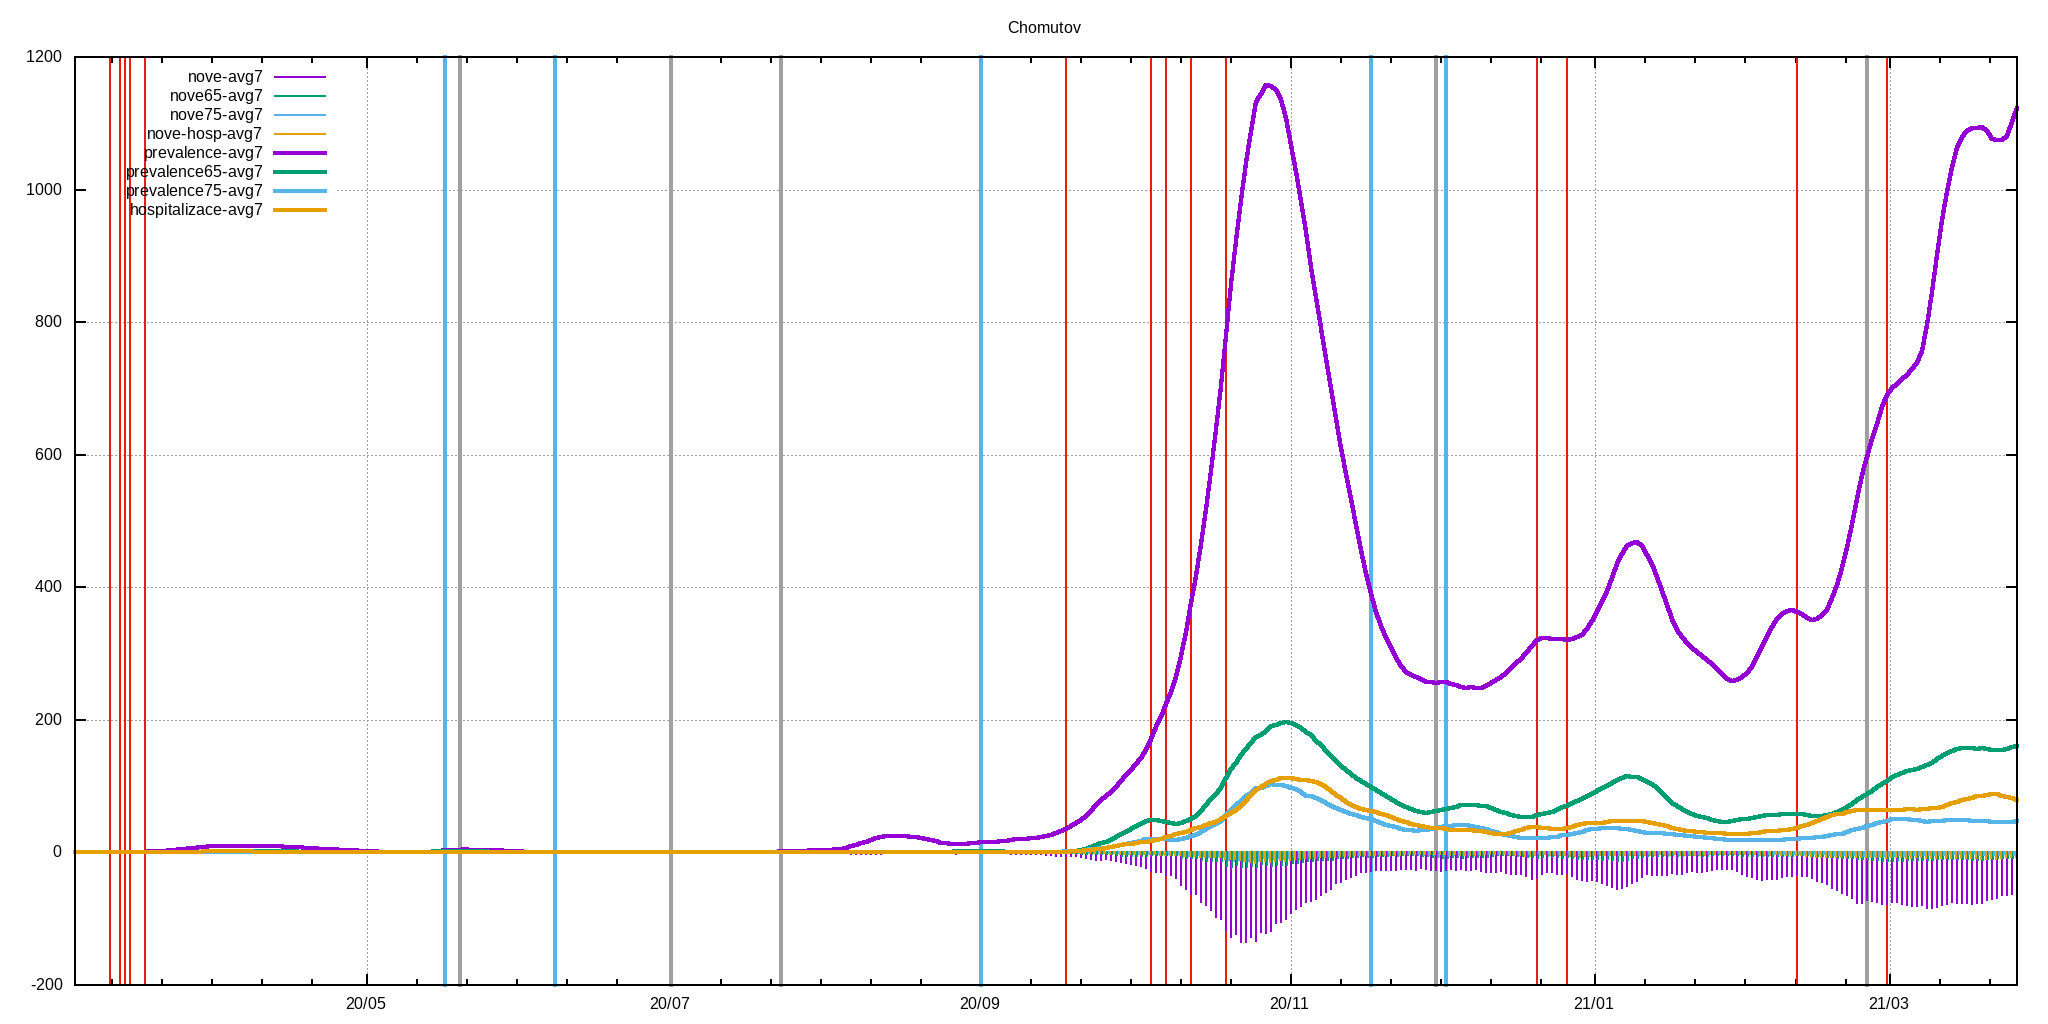 Chomutov
1200
1000
800
600
400
200
0
-200
nove-avg7
nove65-avg7
nove75-avg7
nove-hosp-avg7
prevalence-avg7
prevalence65-avg7
prevalence75-avg7
hospitalizace-avg7
20/05
20/07
20/09
20/11
21/01
21/03